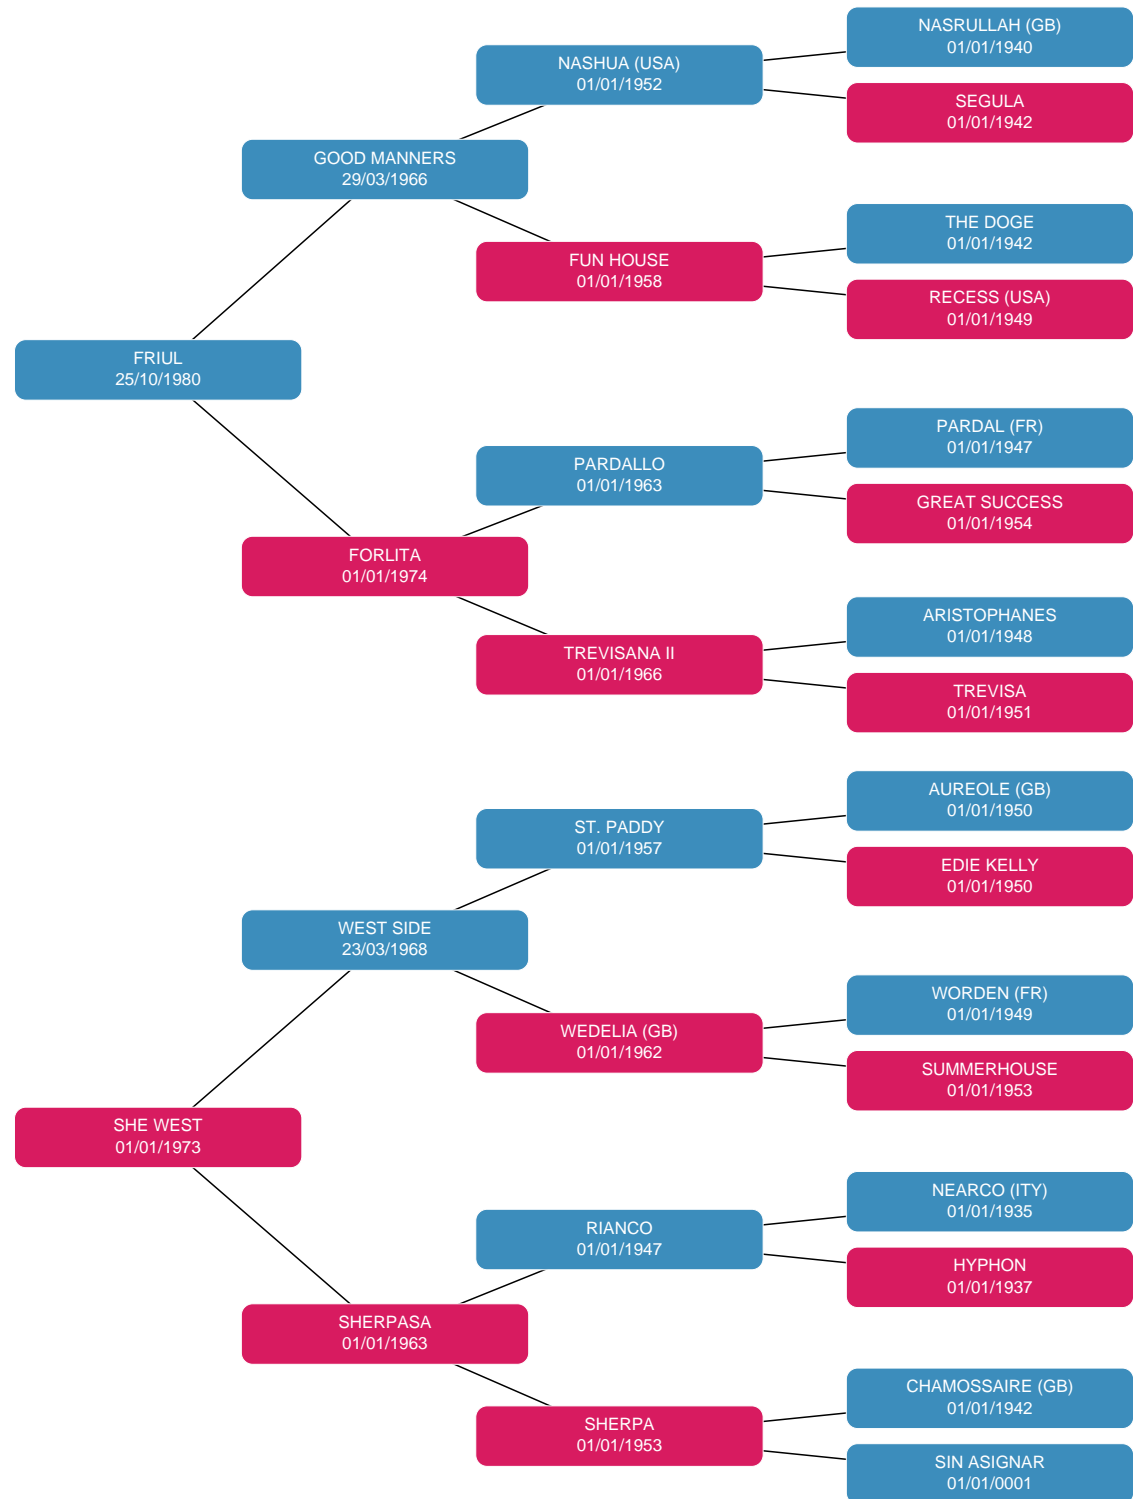 NASRULLAH (GB)
01/01/1940
NASHUA (USA)
01/01/1952
SEGULA
01/01/1942
GOOD MANNERS
29/03/1966
THE DOGE
01/01/1942
FUN HOUSE
01/01/1958
RECESS (USA)
01/01/1949
FRIUL
25/10/1980
PARDAL (FR)
01/01/1947
PARDALLO
01/01/1963
GREAT SUCCESS
01/01/1954
FORLITA
01/01/1974
ARISTOPHANES
01/01/1948
TREVISANA II
01/01/1966
TREVISA
01/01/1951
AUREOLE (GB)
01/01/1950
ST. PADDY
01/01/1957
EDIE KELLY
01/01/1950
WEST SIDE
23/03/1968
WORDEN (FR)
01/01/1949
WEDELIA (GB)
01/01/1962
SUMMERHOUSE
01/01/1953
SHE WEST
01/01/1973
NEARCO (ITY)
01/01/1935
RIANCO
01/01/1947
HYPHON
01/01/1937
SHERPASA
01/01/1963
CHAMOSSAIRE (GB)
01/01/1942
SHERPA
01/01/1953
SIN ASIGNAR
01/01/0001